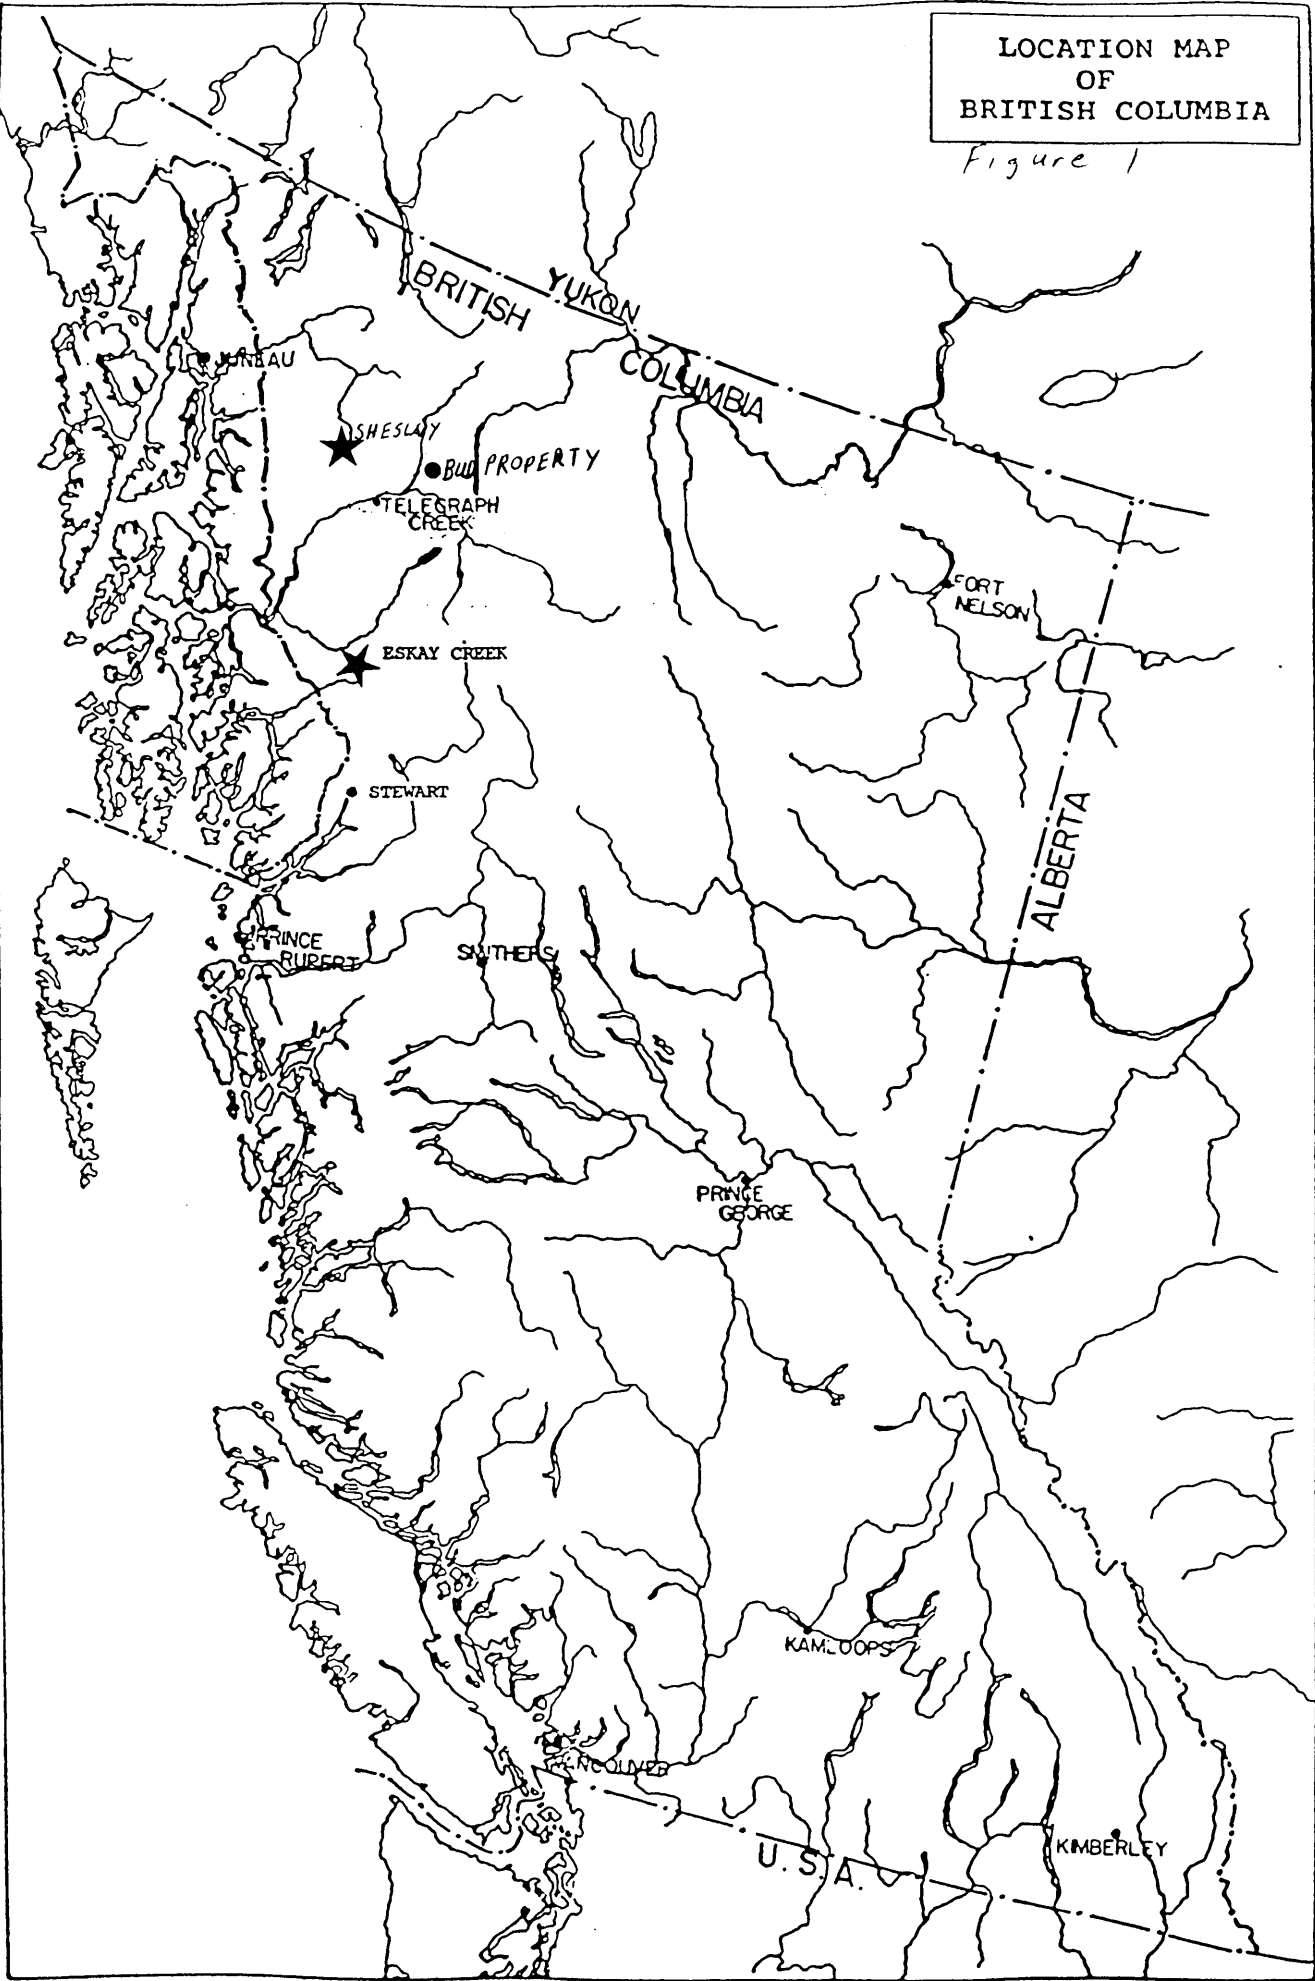 LOCATION MAP
OF
BRITISH COLUMBIA
Figure 1
YUKON
BRITISH
COLUMBIA
JUNEAU
SHESLAY
BUD PROPERTY
TELEGRAPH
CREEK
FORT
NELSON
ESKAY CREEK
STEWART
ALBERTA
PRINCE
RUPERT
SMITHERS
PRINCE
GEORGE
KAMLOOPS
VANCOUVER
KIMBERLEY
U.S.A.